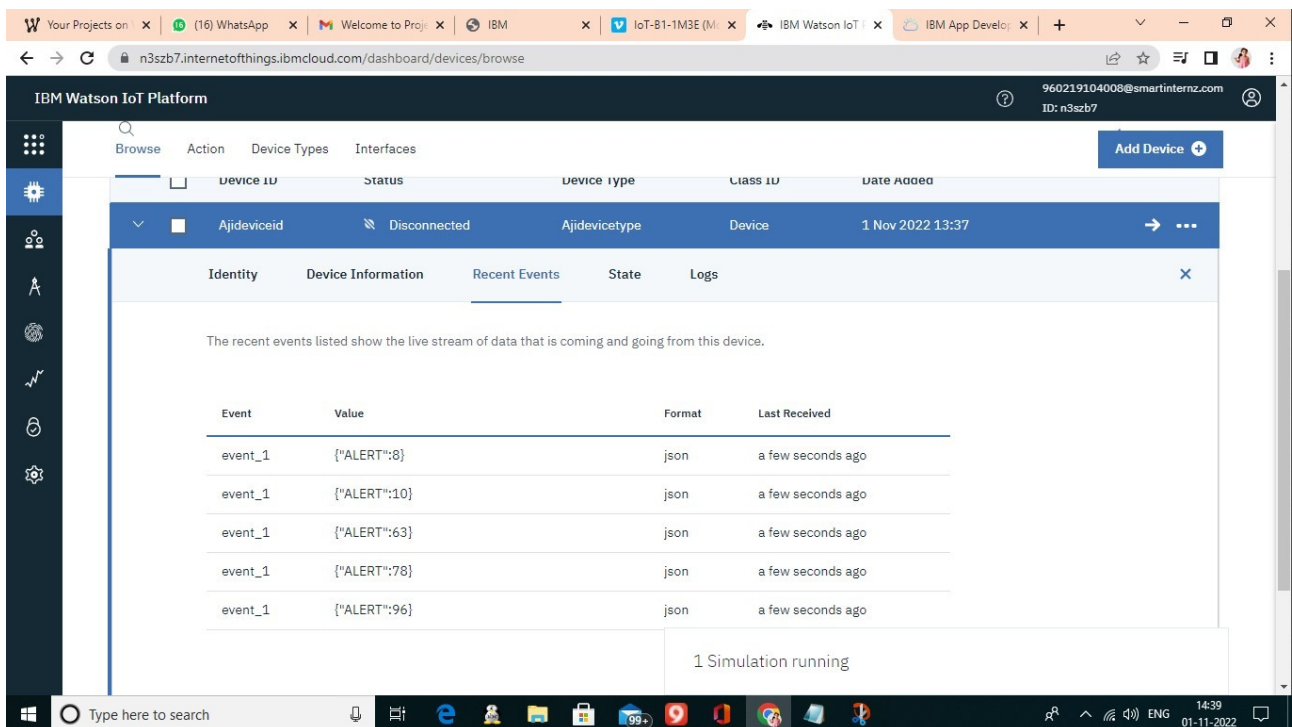 Your Projects on
(16) WhatsApp
Welcome to Proje
IBM
IoT-B1-1M3E (Mo
IBM Watson IoT P
IBM App Develop
n3szb7.internetofthings.ibmcloud.com/dashboard/devices/browse
IBM Watson IoT Platform
960219104008@smartinternz.com
ID: n3szb7
Browse Action Device Types Interfaces
Add Device
Device ID Status Device Type Class ID Date Added
Ajideviceid Disconnected Ajidevicetype Device 1 Nov 2022 13:37
Identity Device Information Recent Events State Logs
The recent events listed show the live stream of data that is coming and going from this device.
Event Value Format Last Received
event_1 {"ALERT":8} json a few seconds ago
event_1 {"ALERT":10} json a few seconds ago
event_1 {"ALERT":63} json a few seconds ago
event_1 {"ALERT":78} json a few seconds ago
event_1 {"ALERT":96} json a few seconds ago
1 Simulation running
Type here to search
99+
ENG
14:39
01-11-2022